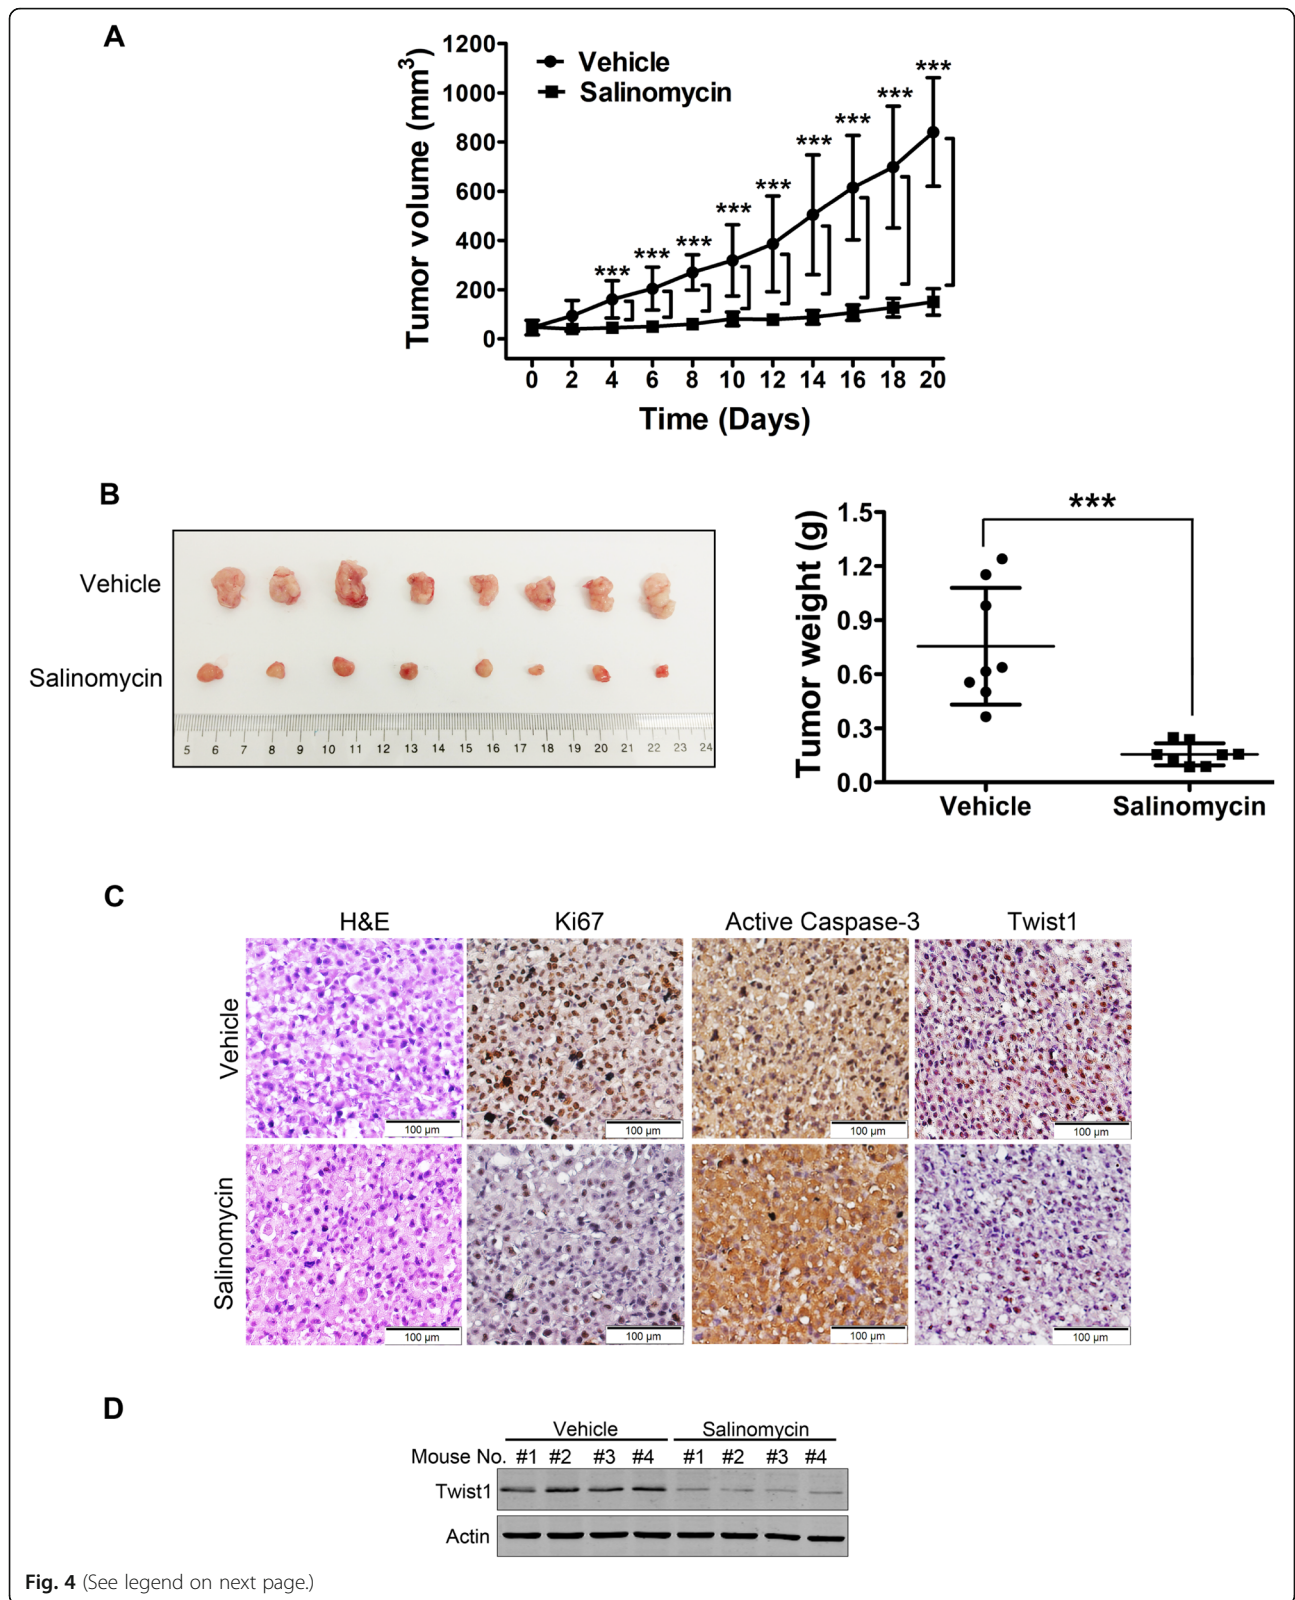 A
Tumor volume (mm3)
1200
1000
800
600
400
200
0
Vehicle
Salinomycin
***
***
***
***
***
***
***
***
***
0 2 4 6 8 10 12 14 16 18 20
Time (Days)
B
Vehicle
Salinomycin
5 6 7 8 9 10 11 12 13 14 15 16 17 18 19 20 21 22 23 24
Tumor weight (g)
1.5
1.2
0.9
0.6
0.3
0.0
***
Vehicle Salinomycin
C
H&E Ki67 Active Caspase-3 Twist1
Vehicle
100 µm 100 µm 100 µm 100 µm
Salinomycin
100 µm 100 µm 100 µm 100 µm
D
Vehicle Salinomycin
Mouse No. #1 #2 #3 #4 #1 #2 #3 #4
Twist1
Actin
Fig. 4 (See legend on next page.)